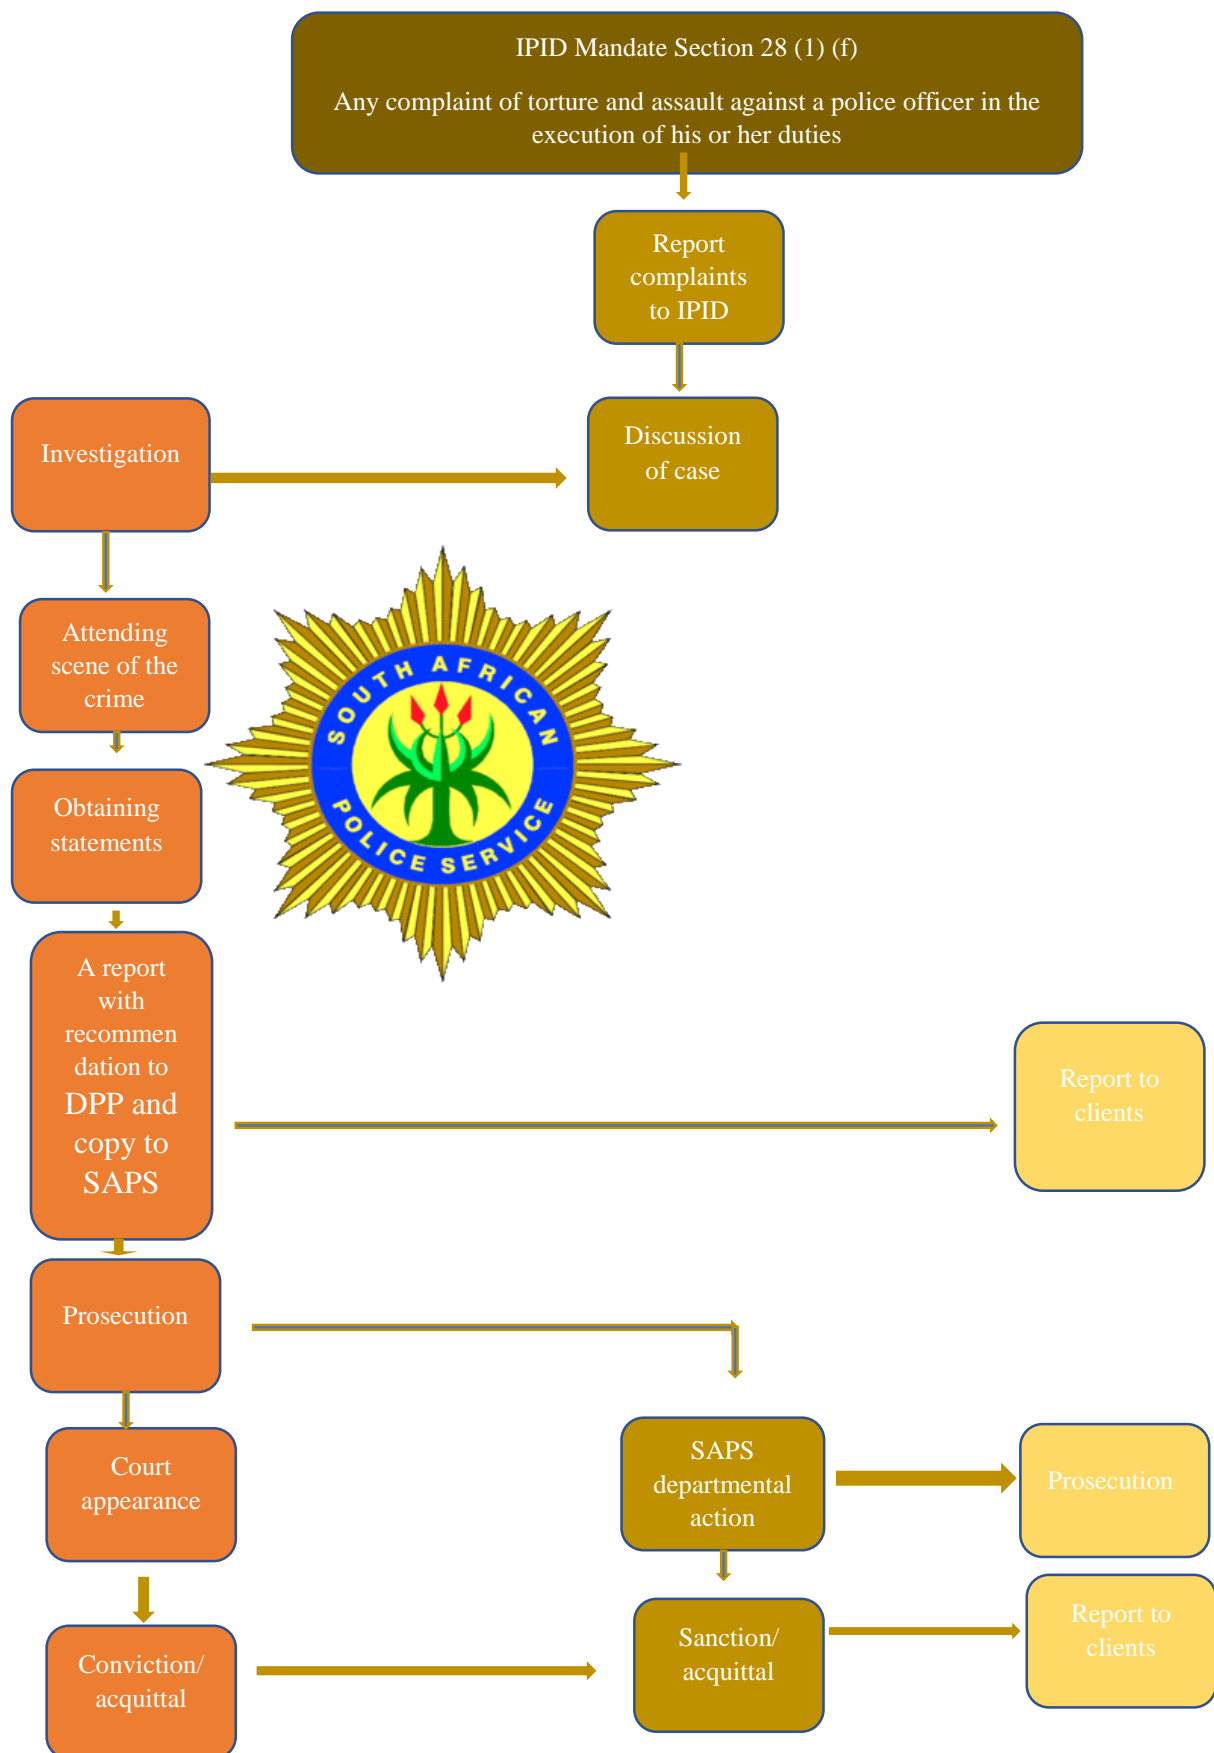 IPID Mandate Section 28 (1) (f)
Any complaint of torture and assault against a police officer in the
execution of his or her duties
Report
complaints
to IPID
Investigation
Discussion
of case
Attending
scene of the
crime
SOUTH AFRICAN
POLICE SERVICE
Obtaining
statements
A report
with
recommen
dation to
DPP and
copy to
SAPS
Report to
clients
Prosecution
Court
appearance
SAPS
departmental
action
Prosecution
Conviction/
acquittal
Sanction/
acquittal
Report to
clients